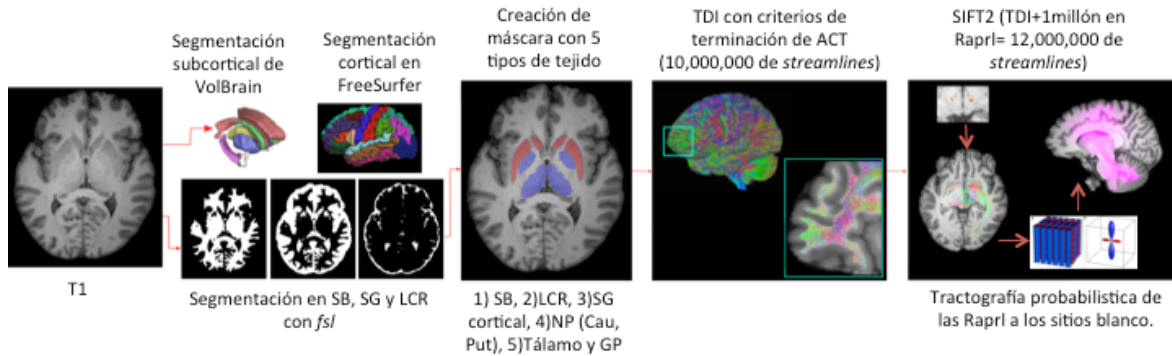 Segmentación
subcortical de
VolBrain
Segmentación
cortical en
FreeSurfer
Creación de
máscara con 5
tipos de tejido
TDI con criterios de
terminación de ACT
(10,000,000 de streamlines)
SIFT2 (TDI+1millón en
Raprl= 12,000,000 de
streamlines)
T1
Segmentación en SB, SG y LCR
con fsl
1) SB, 2)LCR, 3)SG
cortical, 4)NP (Cau,
Put), 5)Tálamo y GP
Tractografía probabilistica de
las Raprl a los sitios blanco.